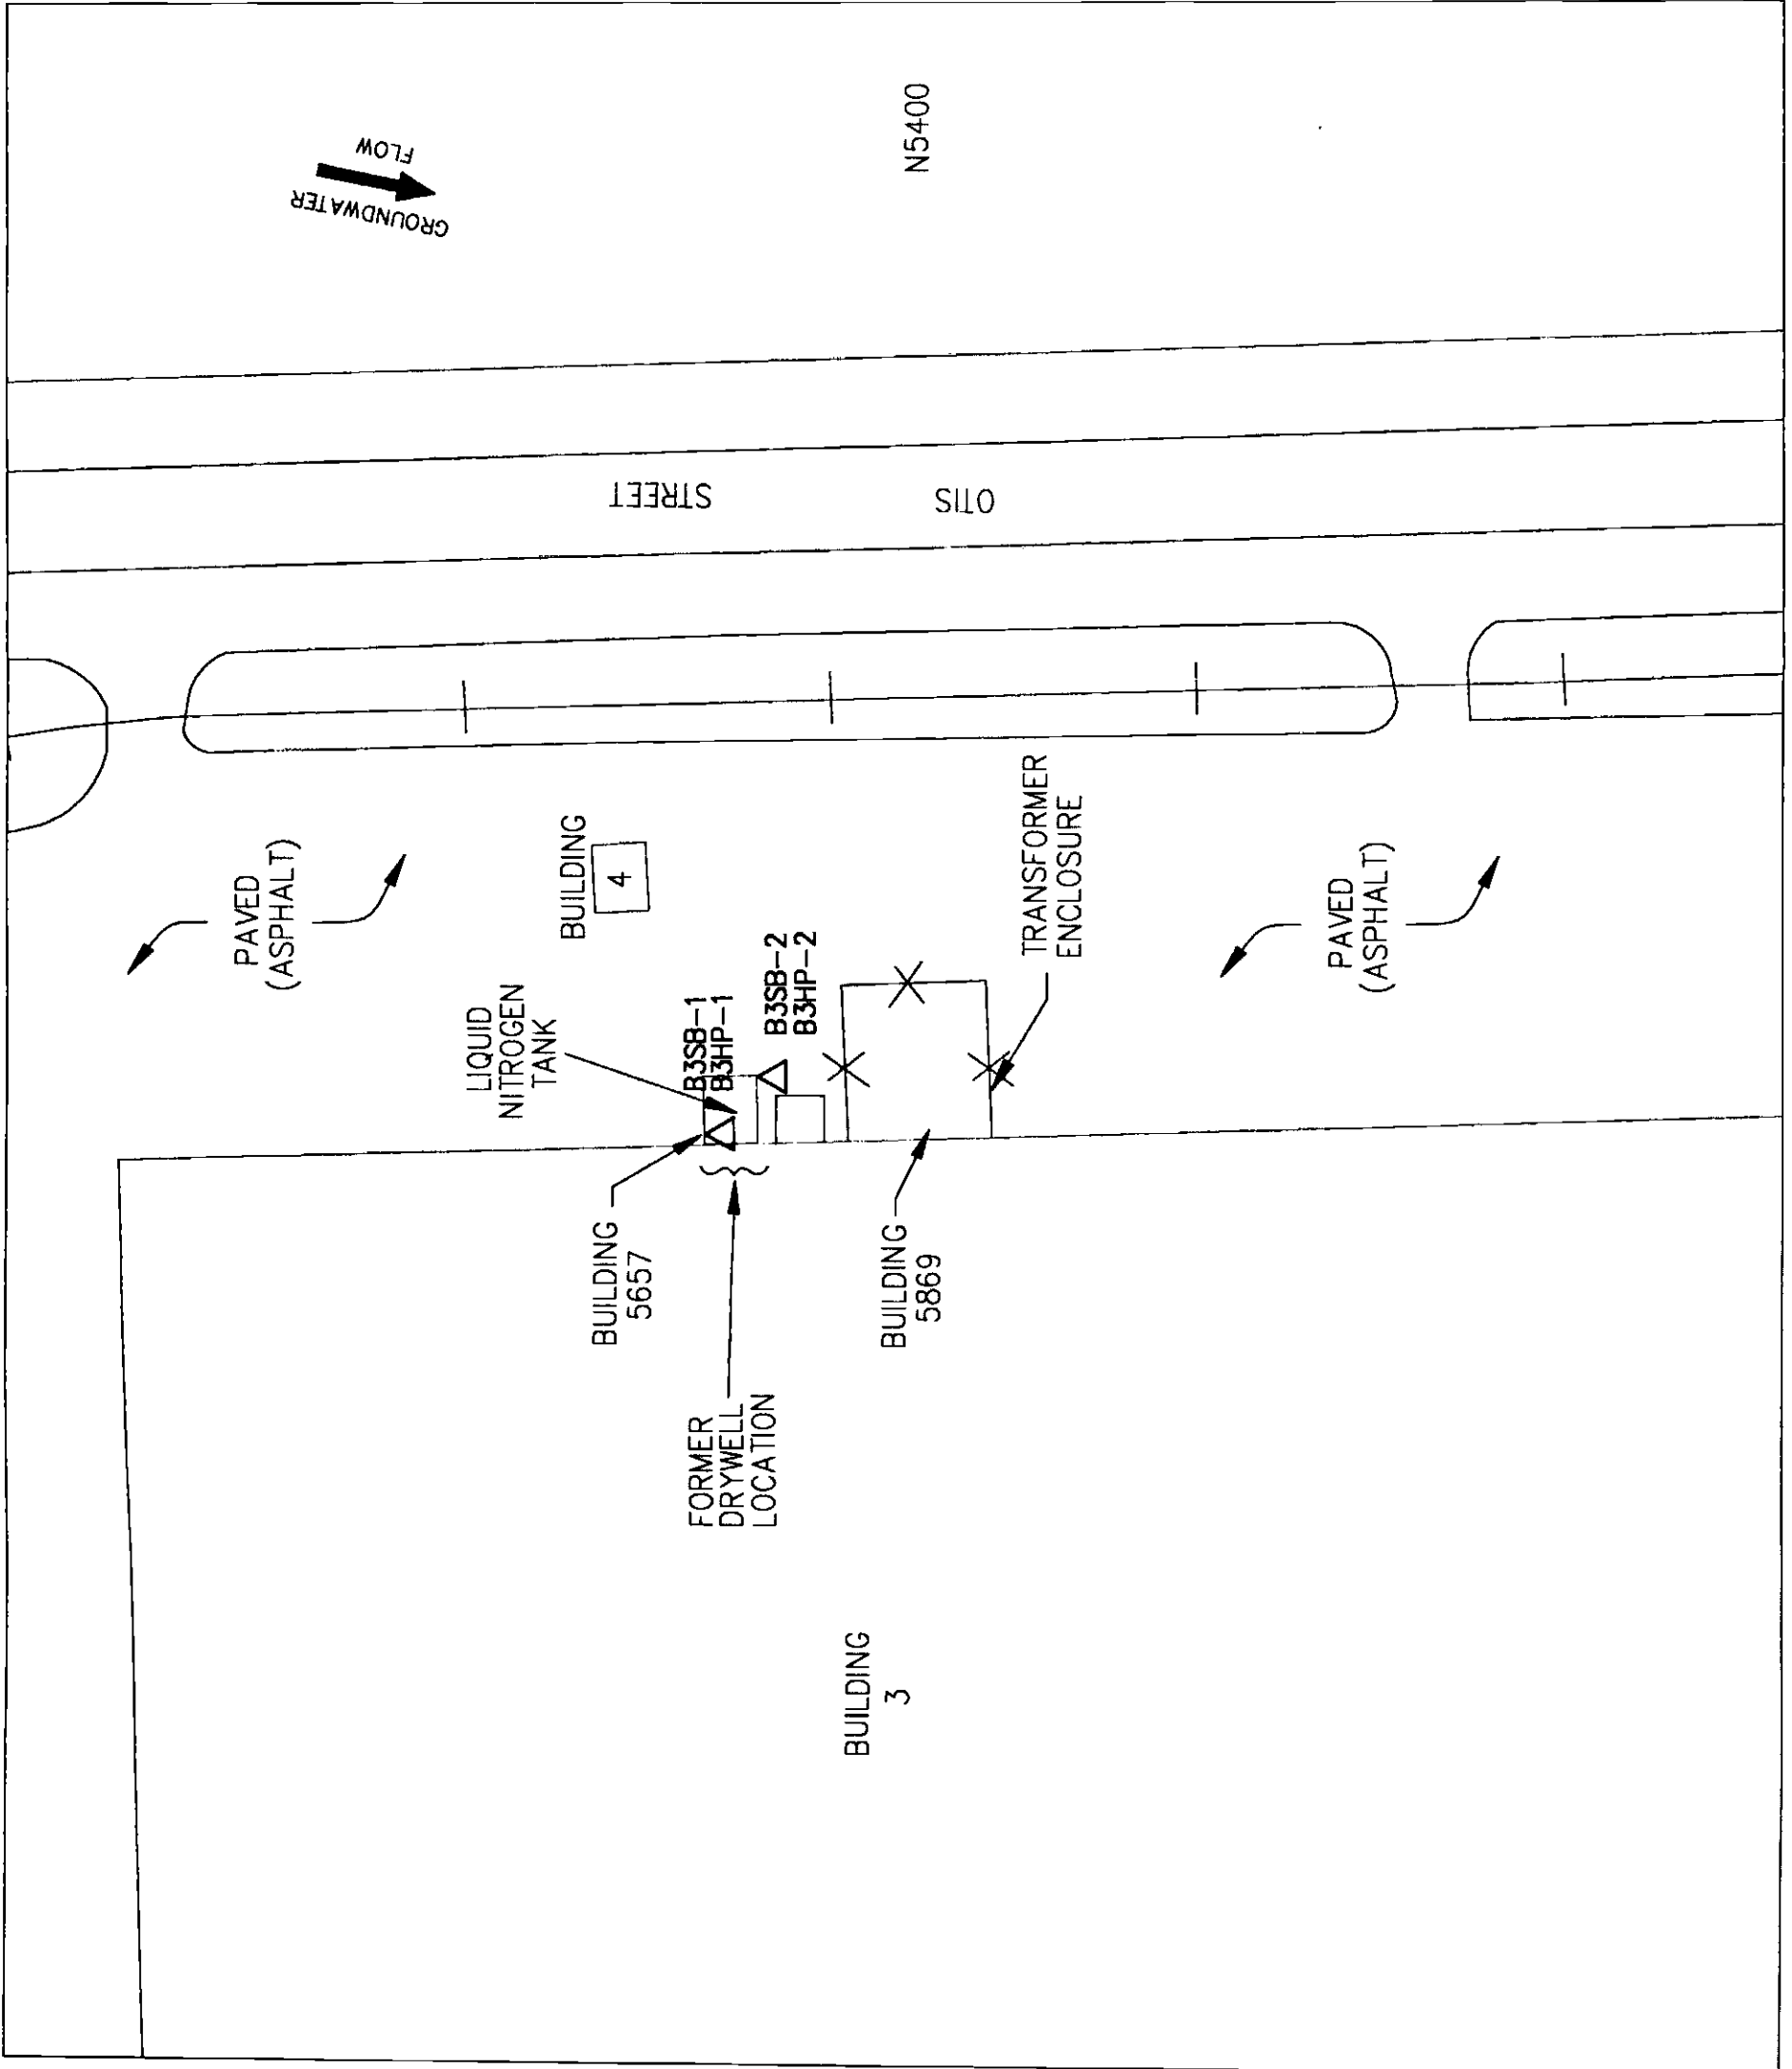 GROUNDWATER
FLOW
N5400
OTIS
STREET
PAVED
(ASPHALT)
BUILDING
4
LIQUID
NITROGEN
TANK
B3SB-1
B3HP-1
B3SB-2
B3HP-2
TRANSFORMER
ENCLOSURE
PAVED
(ASPHALT)
BUILDING
5657
BUILDING
5869
FORMER
DRYWELL
LOCATION
BUILDING
3